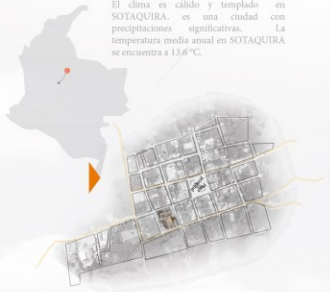 El clima es cálido y templado en
SOTAQUIRA, es una ciudad con
precipitaciones significativas. La
temperatura media anual en SOTAQUIRA
se encuentra a 13.6 °C.